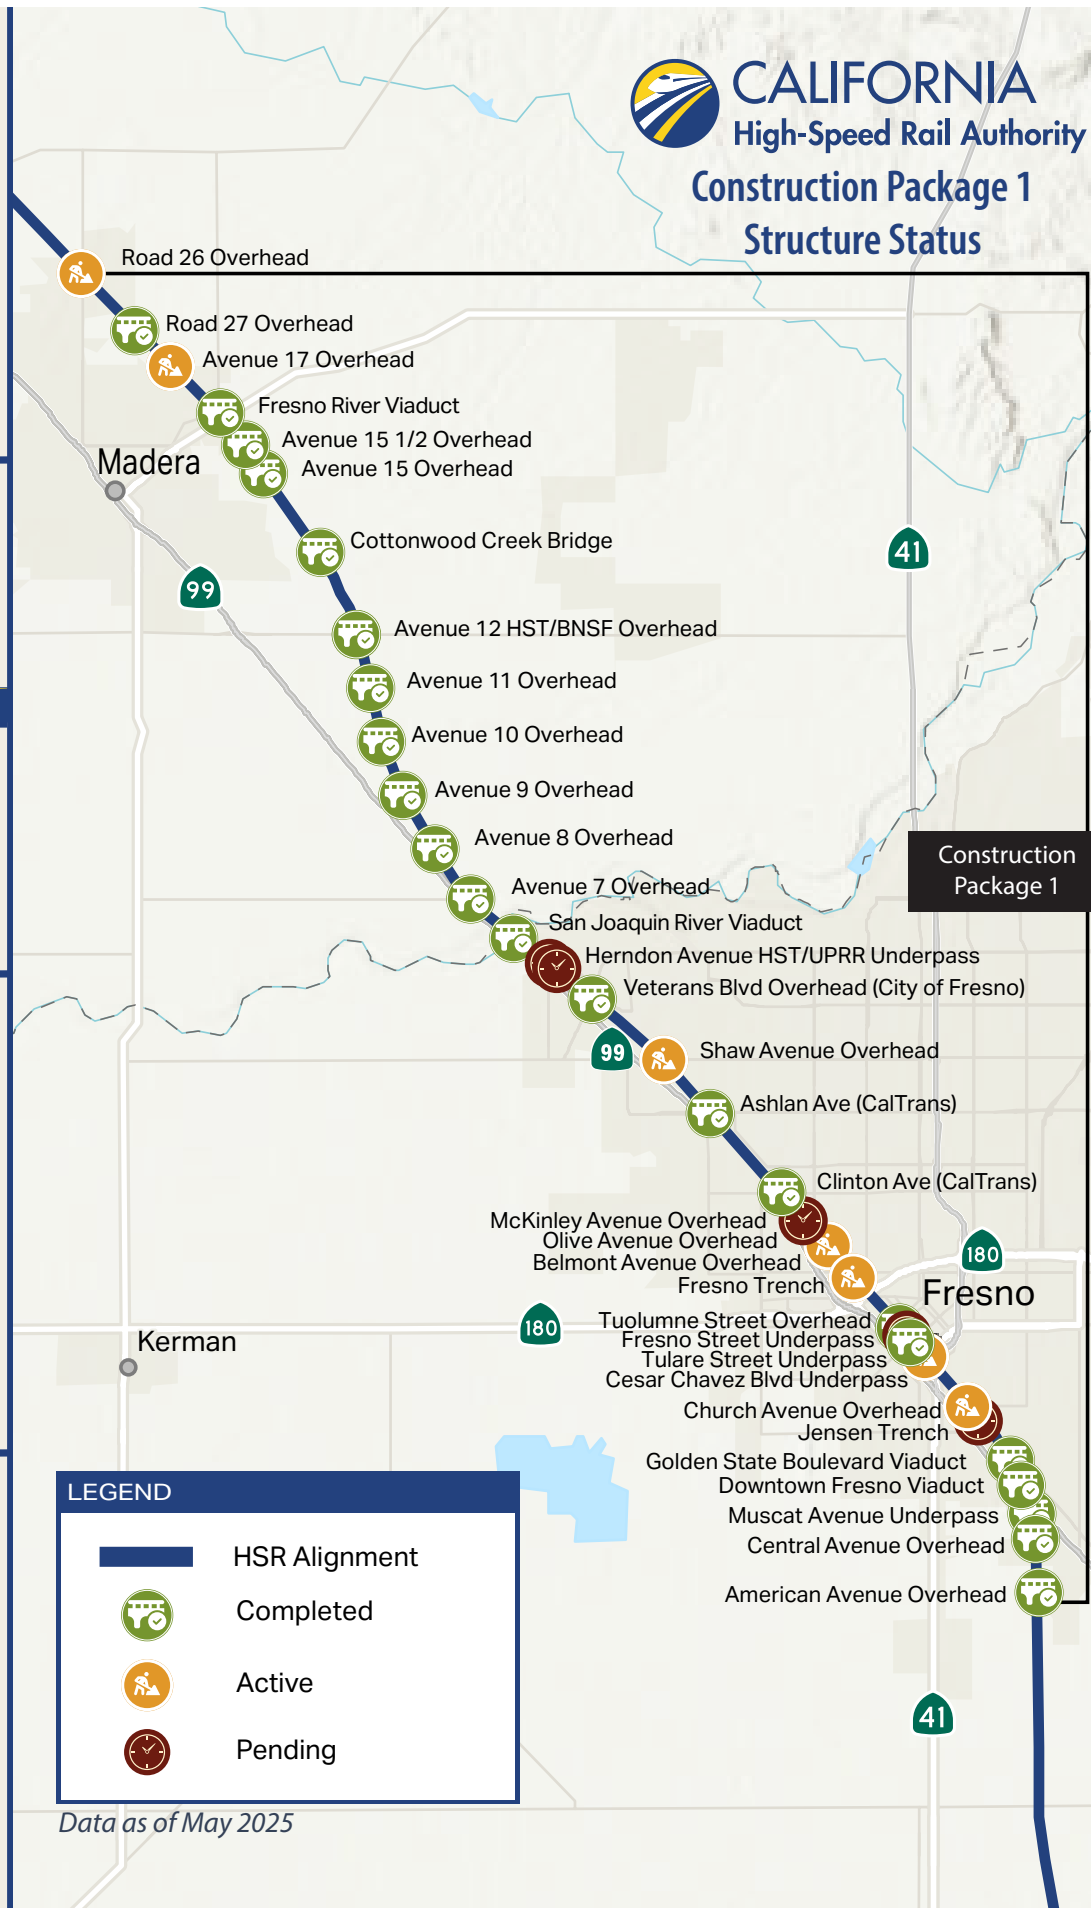 CALIFORNIA
High-Speed Rail Authority
Construction Package 1
Structure Status
Road 26 Overhead
Road 27 Overhead
Avenue 17 Overhead
Fresno River Viaduct
Avenue 15 1/2 Overhead
Madera
Avenue 15 Overhead
Cottonwood Creek Bridge
41
99
Avenue 12 HST/BNSF Overhead
Avenue 11 Overhead
Avenue 10 Overhead
Avenue 9 Overhead
Avenue 8 Overhead
Construction
Package 1
Avenue 7 Overhead
San Joaquin River Viaduct
Herndon Avenue HST/UPRR Underpass
Veterans Blvd Overhead (City of Fresno)
99
Shaw Avenue Overhead
Ashlan Ave (CalTrans)
Clinton Ave (CalTrans)
McKinley Avenue Overhead
Olive Avenue Overhead
180
Belmont Avenue Overhead
Fresno Trench
Fresno
Tuolumne Street Overhead
180
Kerman
Fresno Street Underpass
Tulare Street Underpass
Cesar Chavez Blvd Underpass
Church Avenue Overhead
Jensen Trench
Golden State Boulevard Viaduct
Downtown Fresno Viaduct
Muscat Avenue Underpass
Central Avenue Overhead
American Avenue Overhead
LEGEND
HSR Alignment
Completed
Active
Pending
41
Data as of May 2025